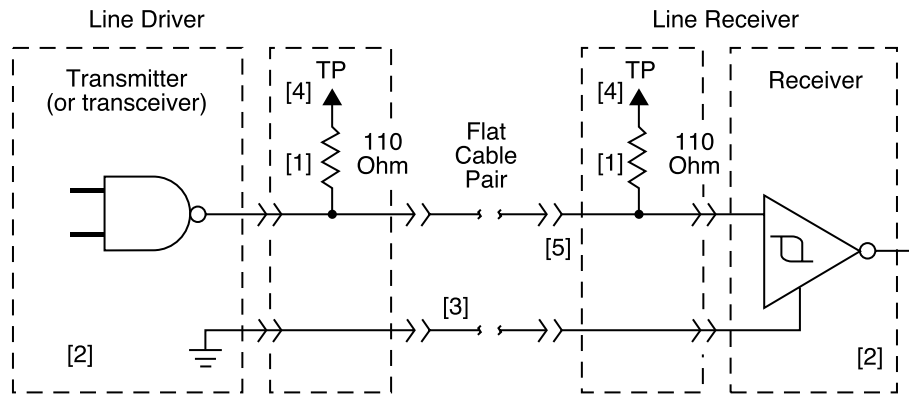 Line Driver
Line Receiver
Transmitter
(or transceiver)
TP
[4]
[1]
110
Ohm
Flat
Cable
Pair
TP
[4]
[1]
110
Ohm
Receiver
[5]
[3]
[2]
[2]